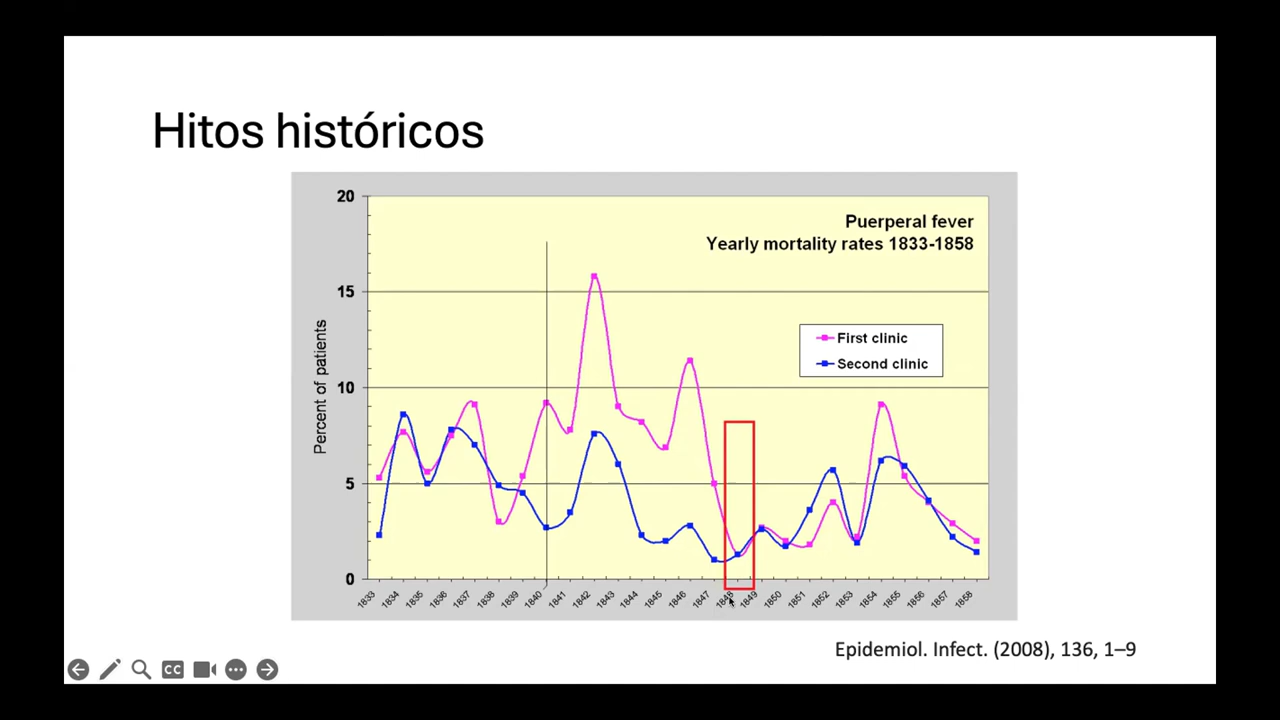 Hitos históricos
Puerperal fever
Yearly mortality rates 1833-1858
Percent of patients
20
15
10
5
0
First clinic
Second clinic
1833 1834 1835 1836 1837 1838 1839 1840 1841 1842 1843 1844 1845 1846 1847 1848 1849 1850 1851 1852 1853 1854 1855 1856 1857 1858
Epidemiol. Infect. (2008), 136, 1–9
CC